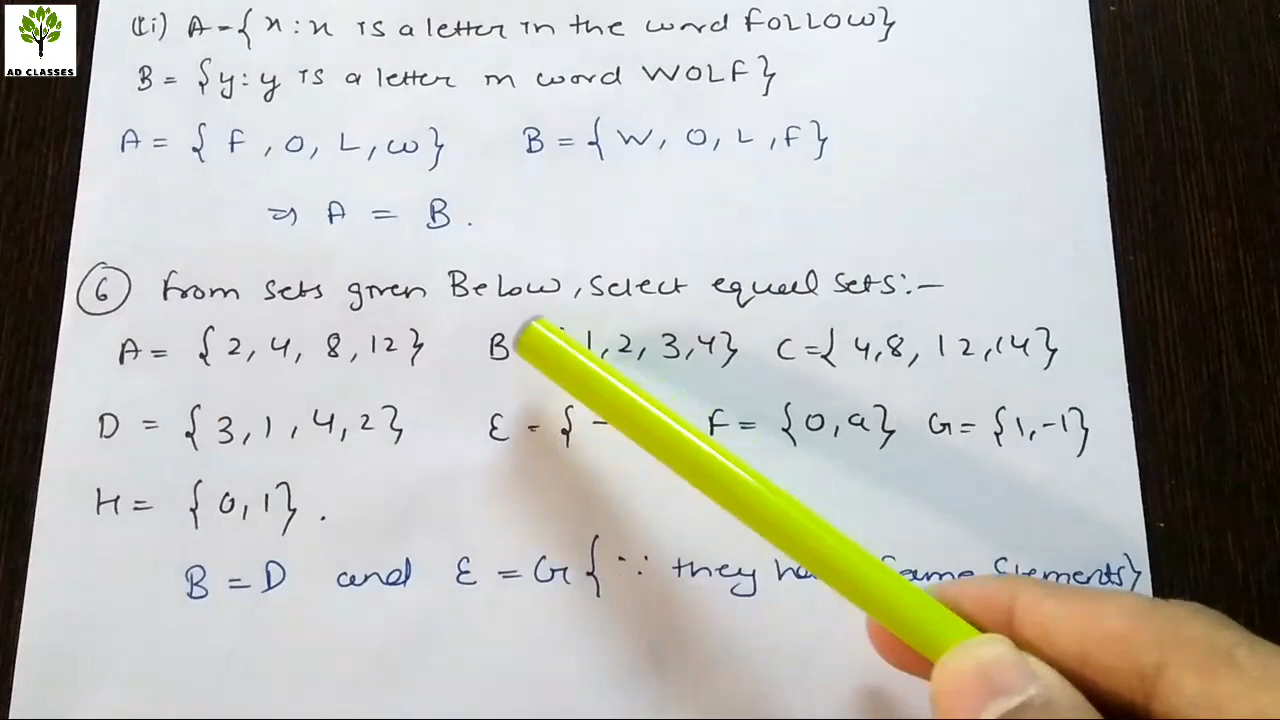 AD CLASSES
(ii) A={x:x is a letter in the word FOLLOW}
B= {y:y is a letter in word WOLF}
A= {F,O,L,W} B={W,O,L,F}
⇒ A = B.
6 From sets given Below, Select equal sets:-
A= {2,4,8,12} B 1,2,3,4} C={4,8,12,14}
D = {3,1,4,2} E = {- F = {0,a} G= {1,-1}
H= {0,1}.
B=D and E=G{∵ they Same Elements}